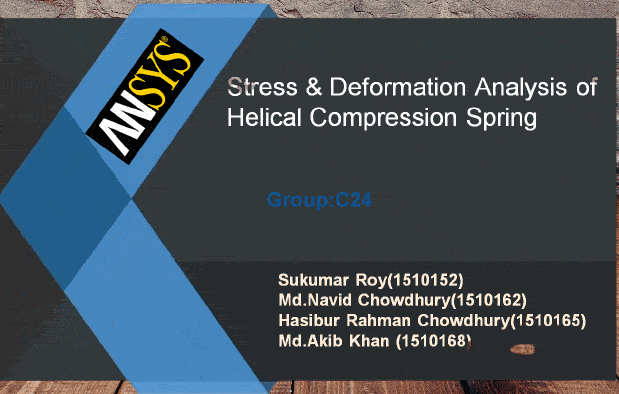 ANSYS®
Stress & Deformation Analysis of
Helical Compression Spring
Group:C24
Sukumar Roy(1510152)
Md.Navid Chowdhury(1510162)
Hasibur Rahman Chowdhury(1510165)
Md.Akib Khan (1510168)